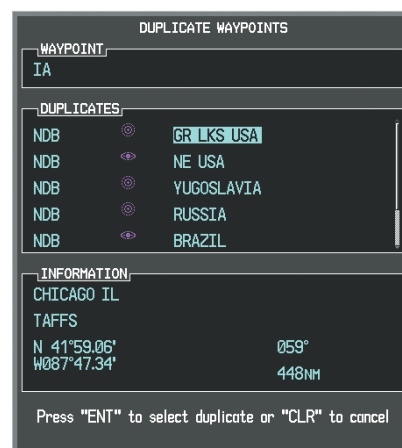 DUPLICATE WAYPOINTS
WAYPOINT
IA
DUPLICATES
NDB GR LKS USA
NDB NE USA
NDB YUGOSLAVIA
NDB RUSSIA
NDB BRAZIL
INFORMATION
CHICAGO IL
TAFFS
N 41°59.06' 059°
W087°47.34'
448NM
Press "ENT" to select duplicate or "CLR" to cancel